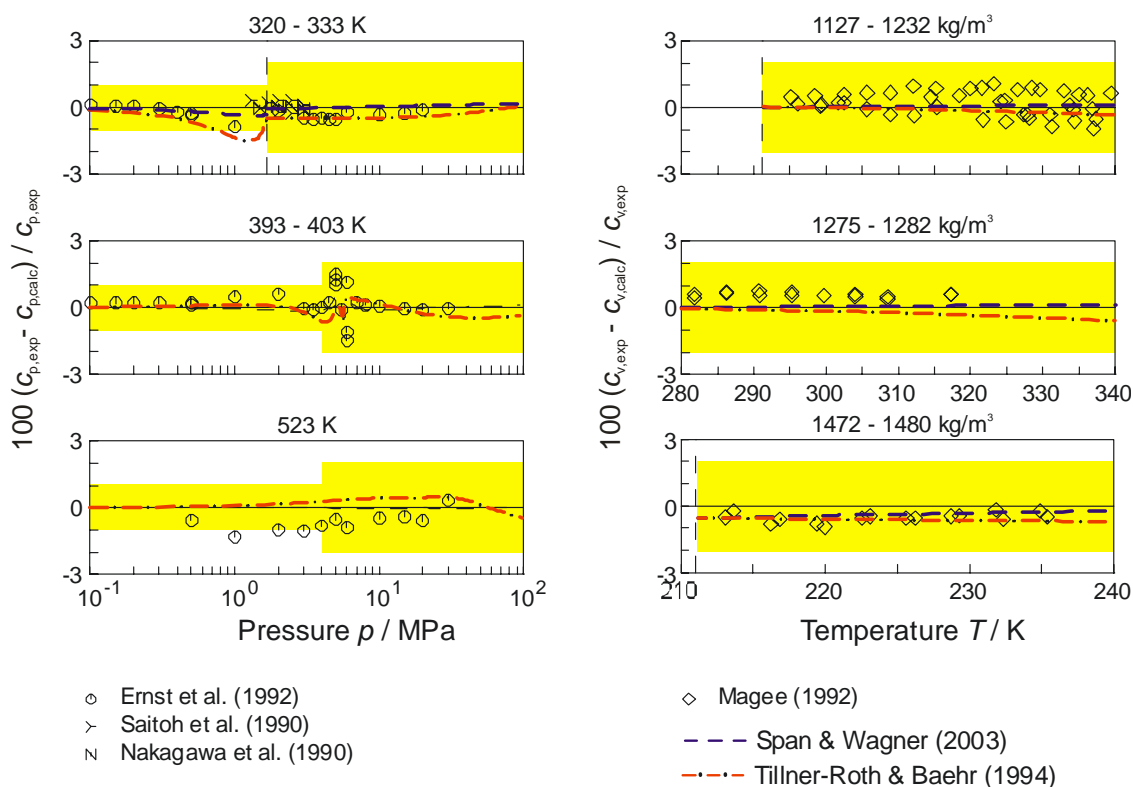 320 - 333 K
3
0
-3
393 - 403 K
3
0
-3
523 K
3
0
-3
10-1 100 101 102
Pressure p / MPa
100 (cp,exp - cp,calc) / cp,exp
1127 - 1232 kg/m3
3
0
-3
1275 - 1282 kg/m3
3
0
-3
280 290 300 310 320 330 340
1472 - 1480 kg/m3
3
0
-3
210 220 230 240
Temperature T / K
100 (cv,exp - cv,calc) / cv,exp
Ernst et al. (1992)
Saitoh et al. (1990)
Nakagawa et al. (1990)
Magee (1992)
Span & Wagner (2003)
Tillner-Roth & Baehr (1994)